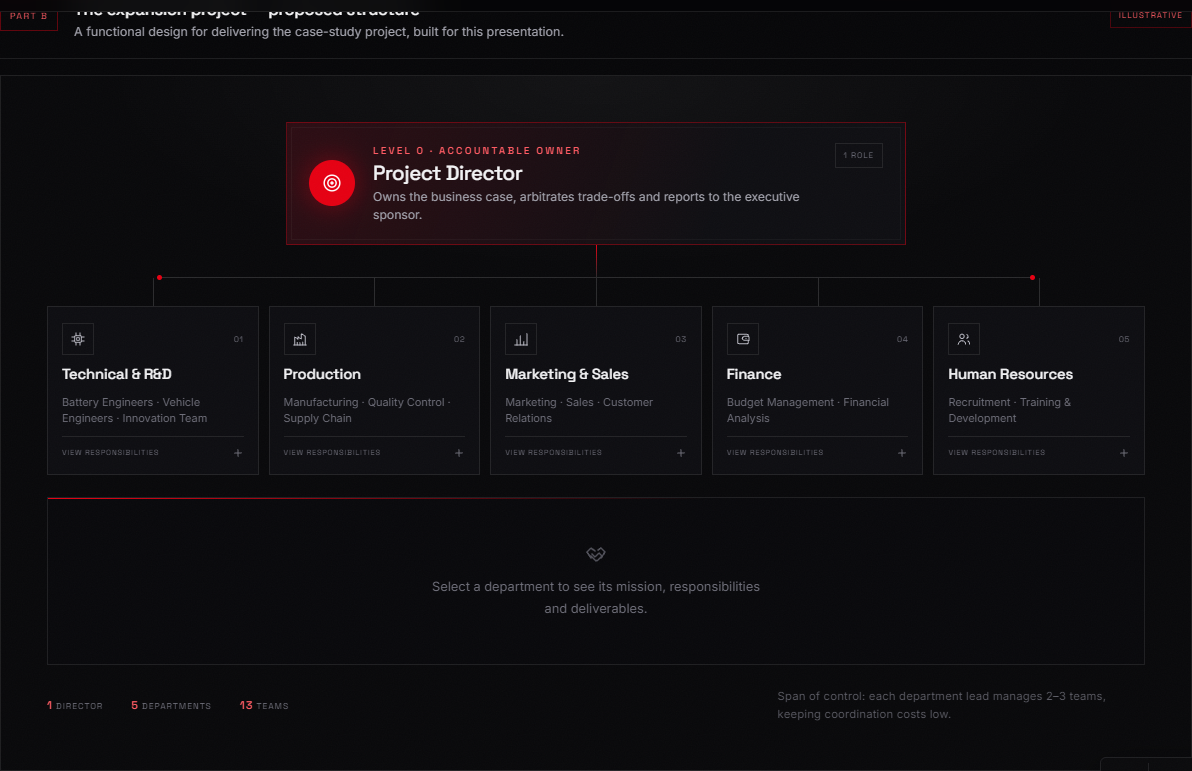 PART B
The expansion project — proposed structure
A functional design for delivering the case-study project, built for this presentation.
ILLUSTRATIVE
LEVEL 0 · ACCOUNTABLE OWNER
1 ROLE
Project Director
Owns the business case, arbitrates trade-offs and reports to the executive
sponsor.
01
Technical & R&D
Battery Engineers · Vehicle
Engineers · Innovation Team
VIEW RESPONSIBILITIES
02
Production
Manufacturing · Quality Control ·
Supply Chain
VIEW RESPONSIBILITIES
03
Marketing & Sales
Marketing · Sales · Customer
Relations
VIEW RESPONSIBILITIES
04
Finance
Budget Management · Financial
Analysis
VIEW RESPONSIBILITIES
05
Human Resources
Recruitment · Training &
Development
VIEW RESPONSIBILITIES
Select a department to see its mission, responsibilities
and deliverables.
1 DIRECTOR 5 DEPARTMENTS 13 TEAMS
Span of control: each department lead manages 2–3 teams,
keeping coordination costs low.